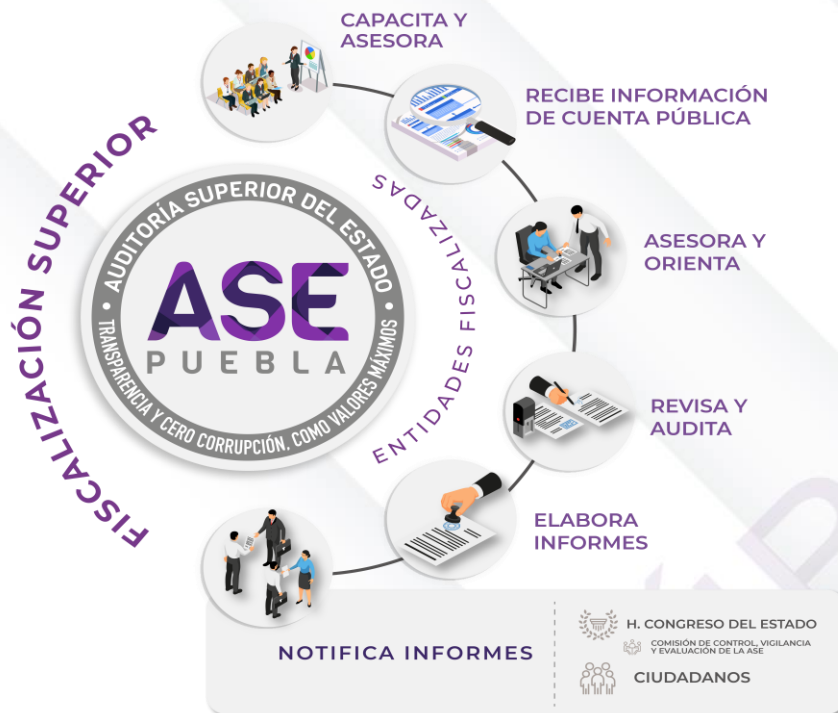 CAPACITA Y
ASESORA
RECIBE INFORMACIÓN
DE CUENTA PÚBLICA
FISCALIZACIÓN SUPERIOR
AUDITORÍA SUPERIOR DEL ESTADO
ASE
PUEBLA
TRANSPARENCIA Y CERO CORRUPCIÓN, COMO VALORES MÁXIMOS
ENTIDADES FISCALIZADAS
ASESORA Y
ORIENTA
REVISA Y
AUDITA
ELABORA
INFORMES
NOTIFICA INFORMES
H. CONGRESO DEL ESTADO
COMISIÓN DE CONTROL, VIGILANCIA
Y EVALUACIÓN DE LA ASE
CIUDADANOS